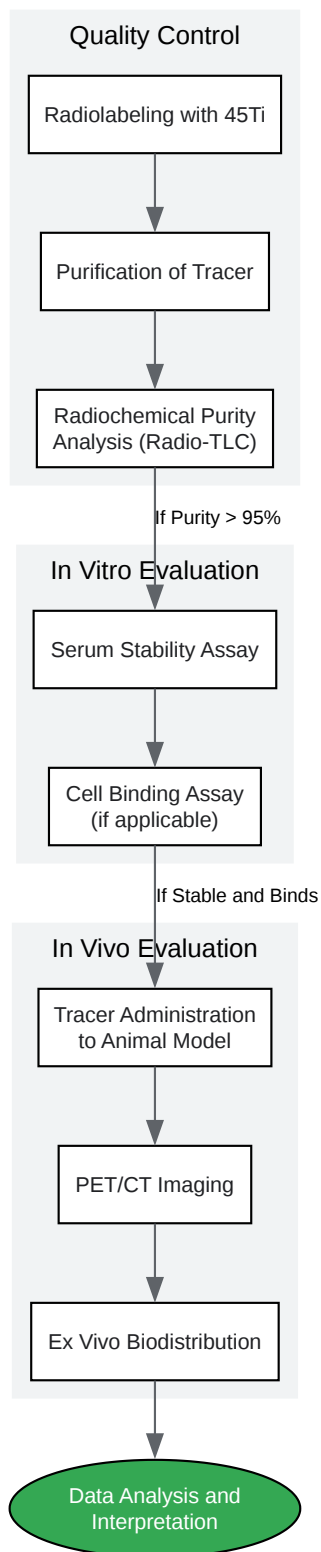 Quality Control
Radiolabeling with 45Ti
Purification of Tracer
Radiochemical Purity
Analysis (Radio-TLC)
If Purity > 95%
In Vitro Evaluation
Serum Stability Assay
Cell Binding Assay
(if applicable)
If Stable and Binds
In Vivo Evaluation
Tracer Administration
to Animal Model
PET/CT Imaging
Ex Vivo Biodistribution
Data Analysis and
Interpretation